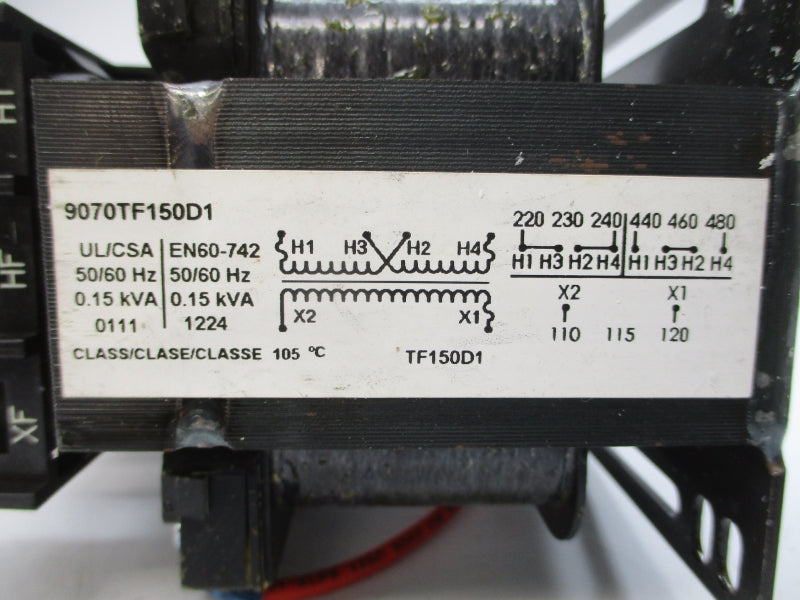 9070TF150D1
UL/CSA EN60-742
50/60 Hz 50/60 Hz
0.15 kVA 0.15 kVA
0111 1224
CLASS/CLASE/CLASSE 105 ºC
H1 H3 H2 H4
X2 X1
TF150D1
220 230 240 440 460 480
H1 H3 H2 H4 H1 H3 H2 H4
X2 X1
110 115 120
H1
HF
XF